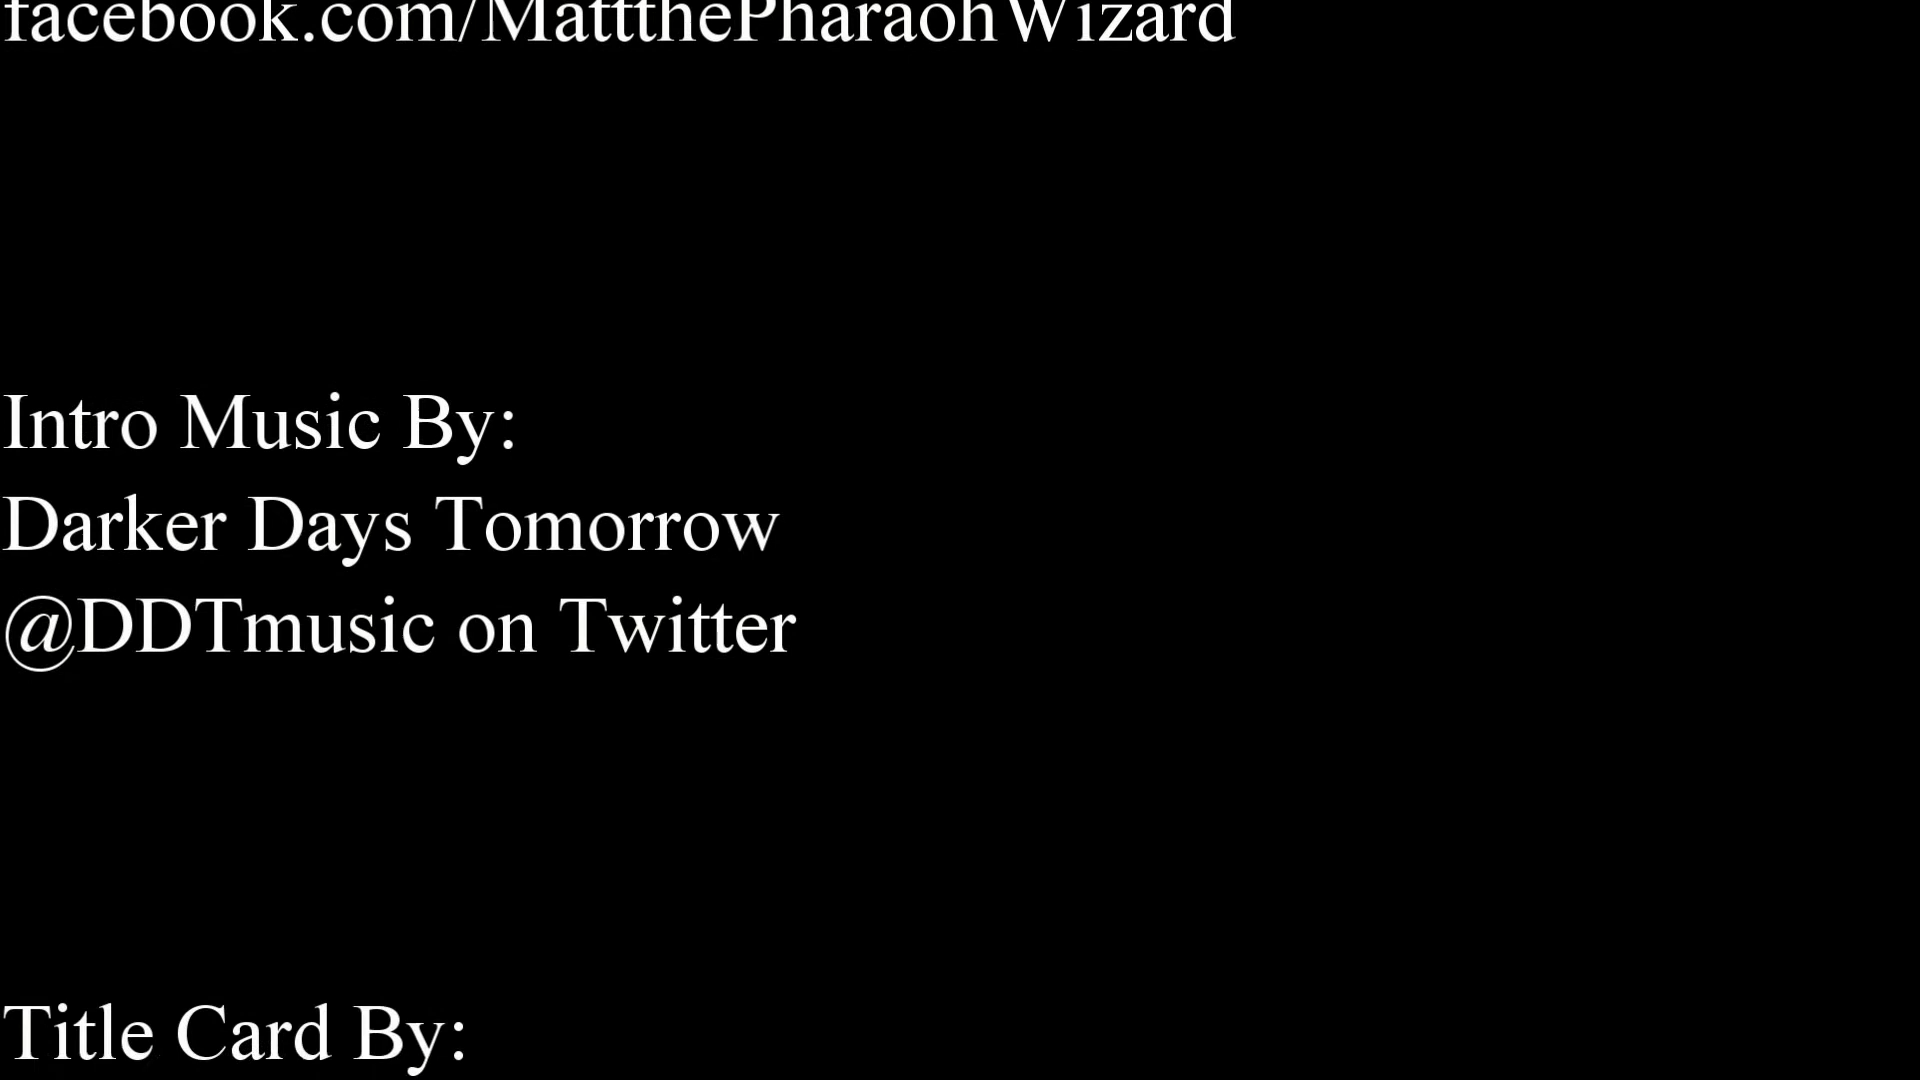 facebook.com/MattthePharaohWizard
Intro Music By:
Darker Days Tomorrow
@DDTmusic on Twitter
Title Card By: